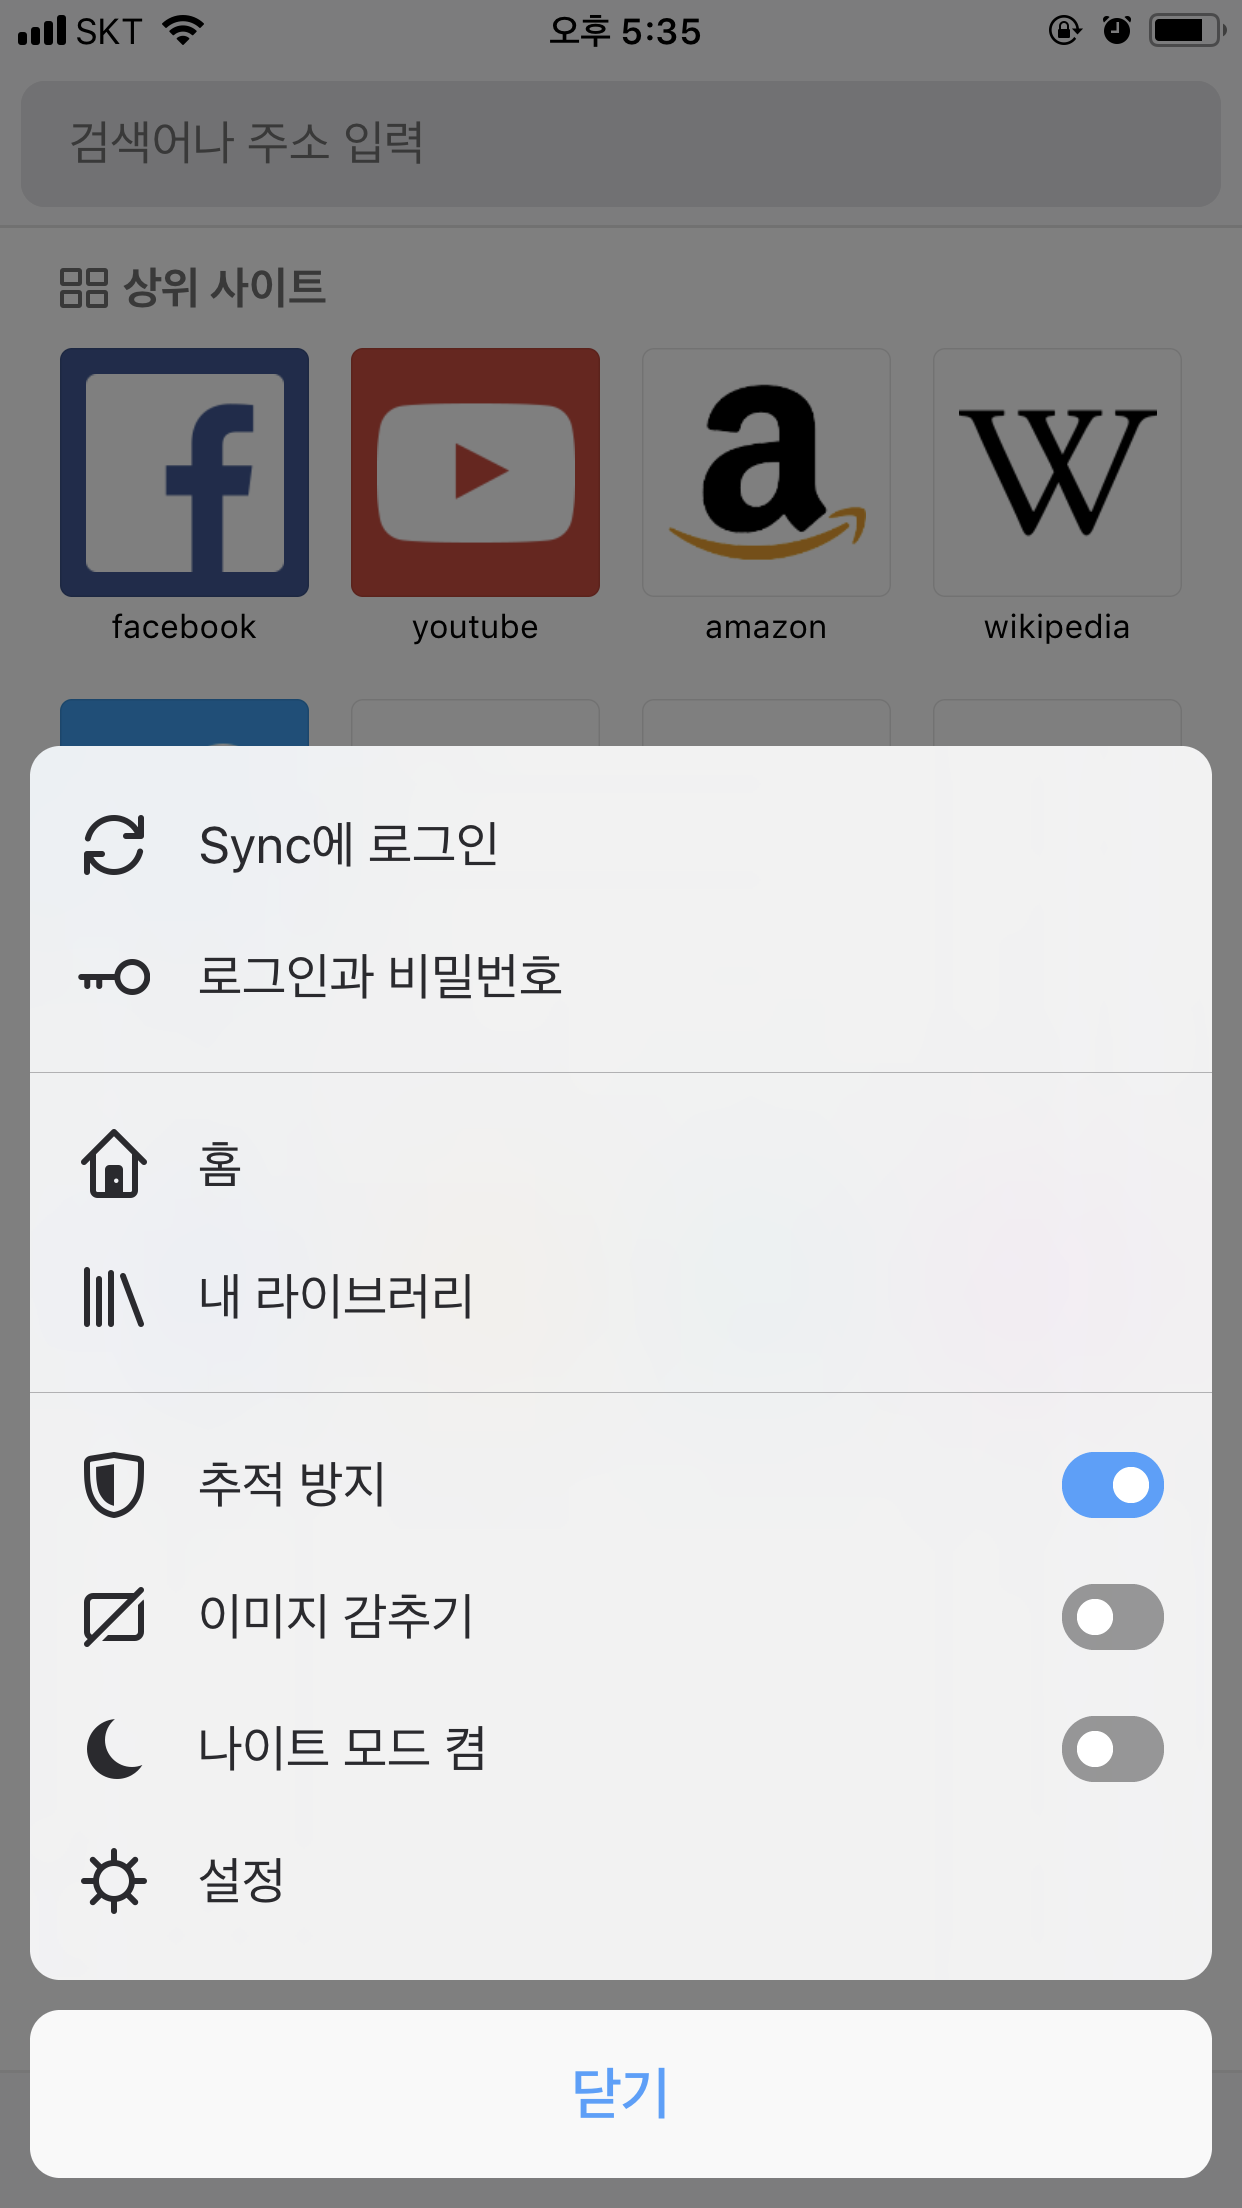 SKT 오후 5:35
검색어나 주소 입력
상위 사이트
facebook youtube amazon wikipedia
Sync에 로그인
로그인과 비밀번호
홈
내 라이브러리
추적 방지
이미지 감추기
나이트 모드 켬
설정
닫기